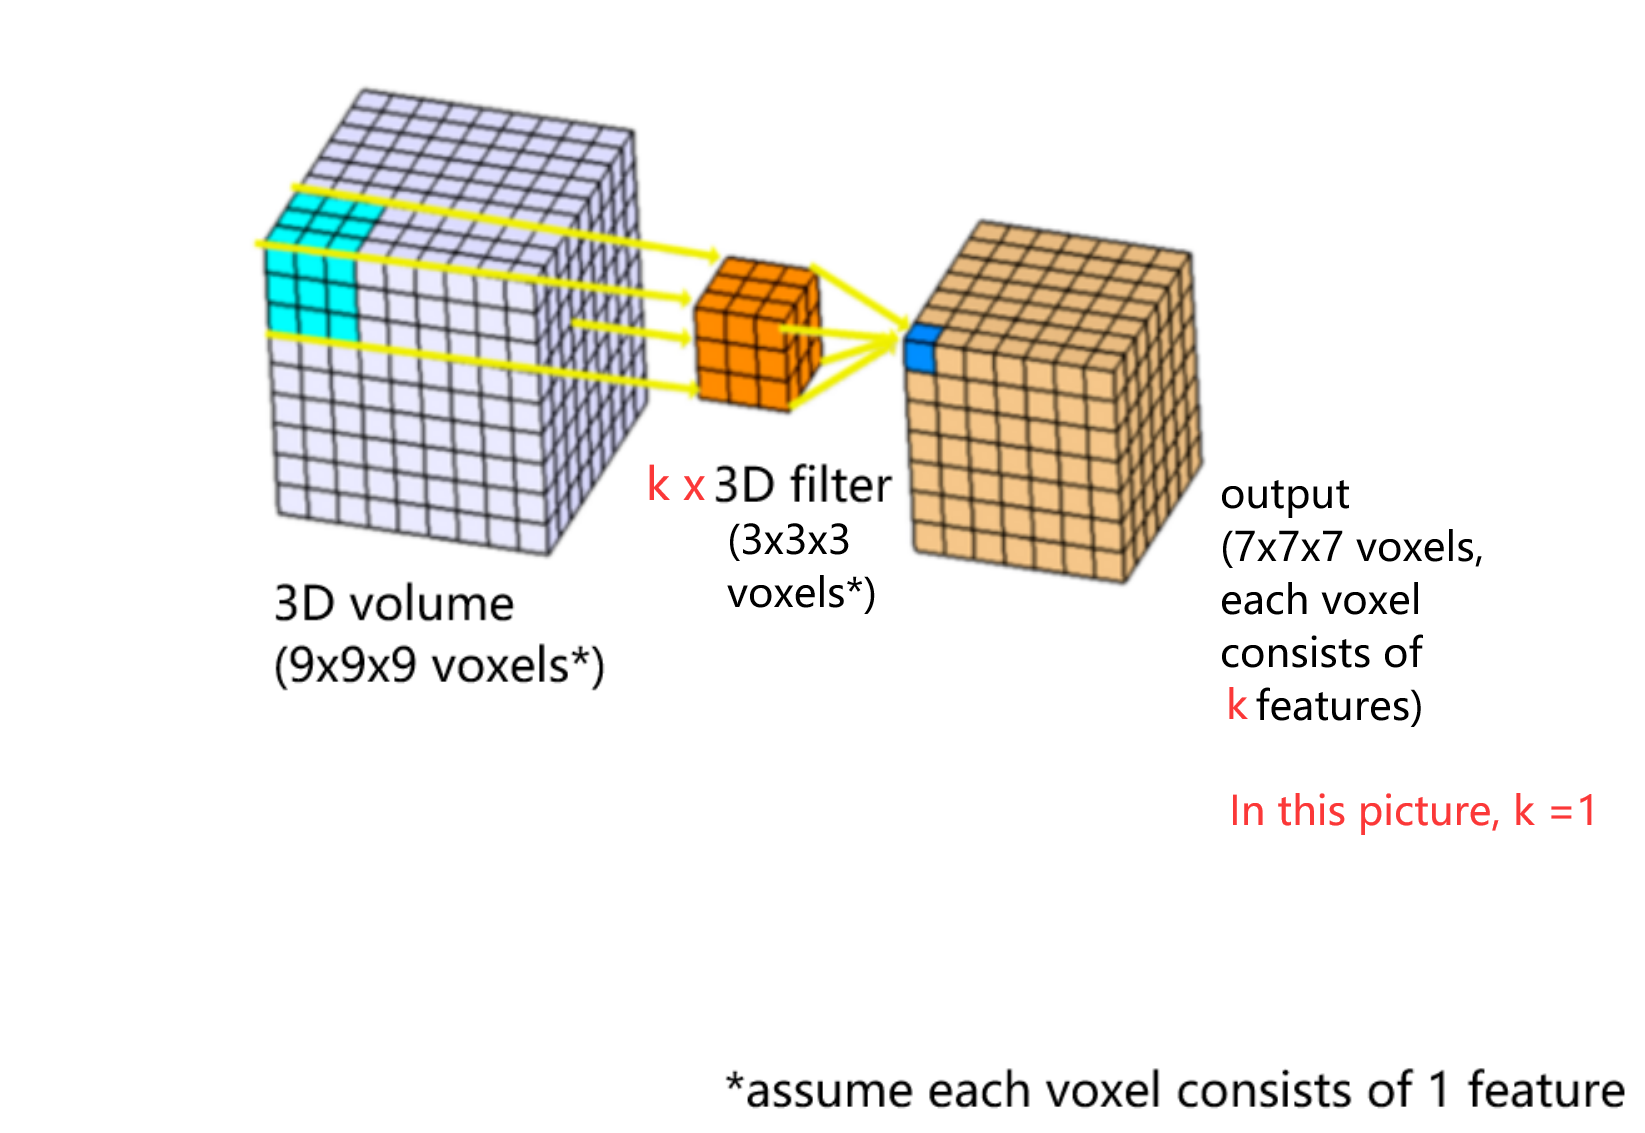 3D volume
(9x9x9 voxels*)
k x 3D filter
(3x3x3
voxels*)
output
(7x7x7 voxels,
each voxel
consists of
k features)
In this picture, k =1
*assume each voxel consists of 1 feature